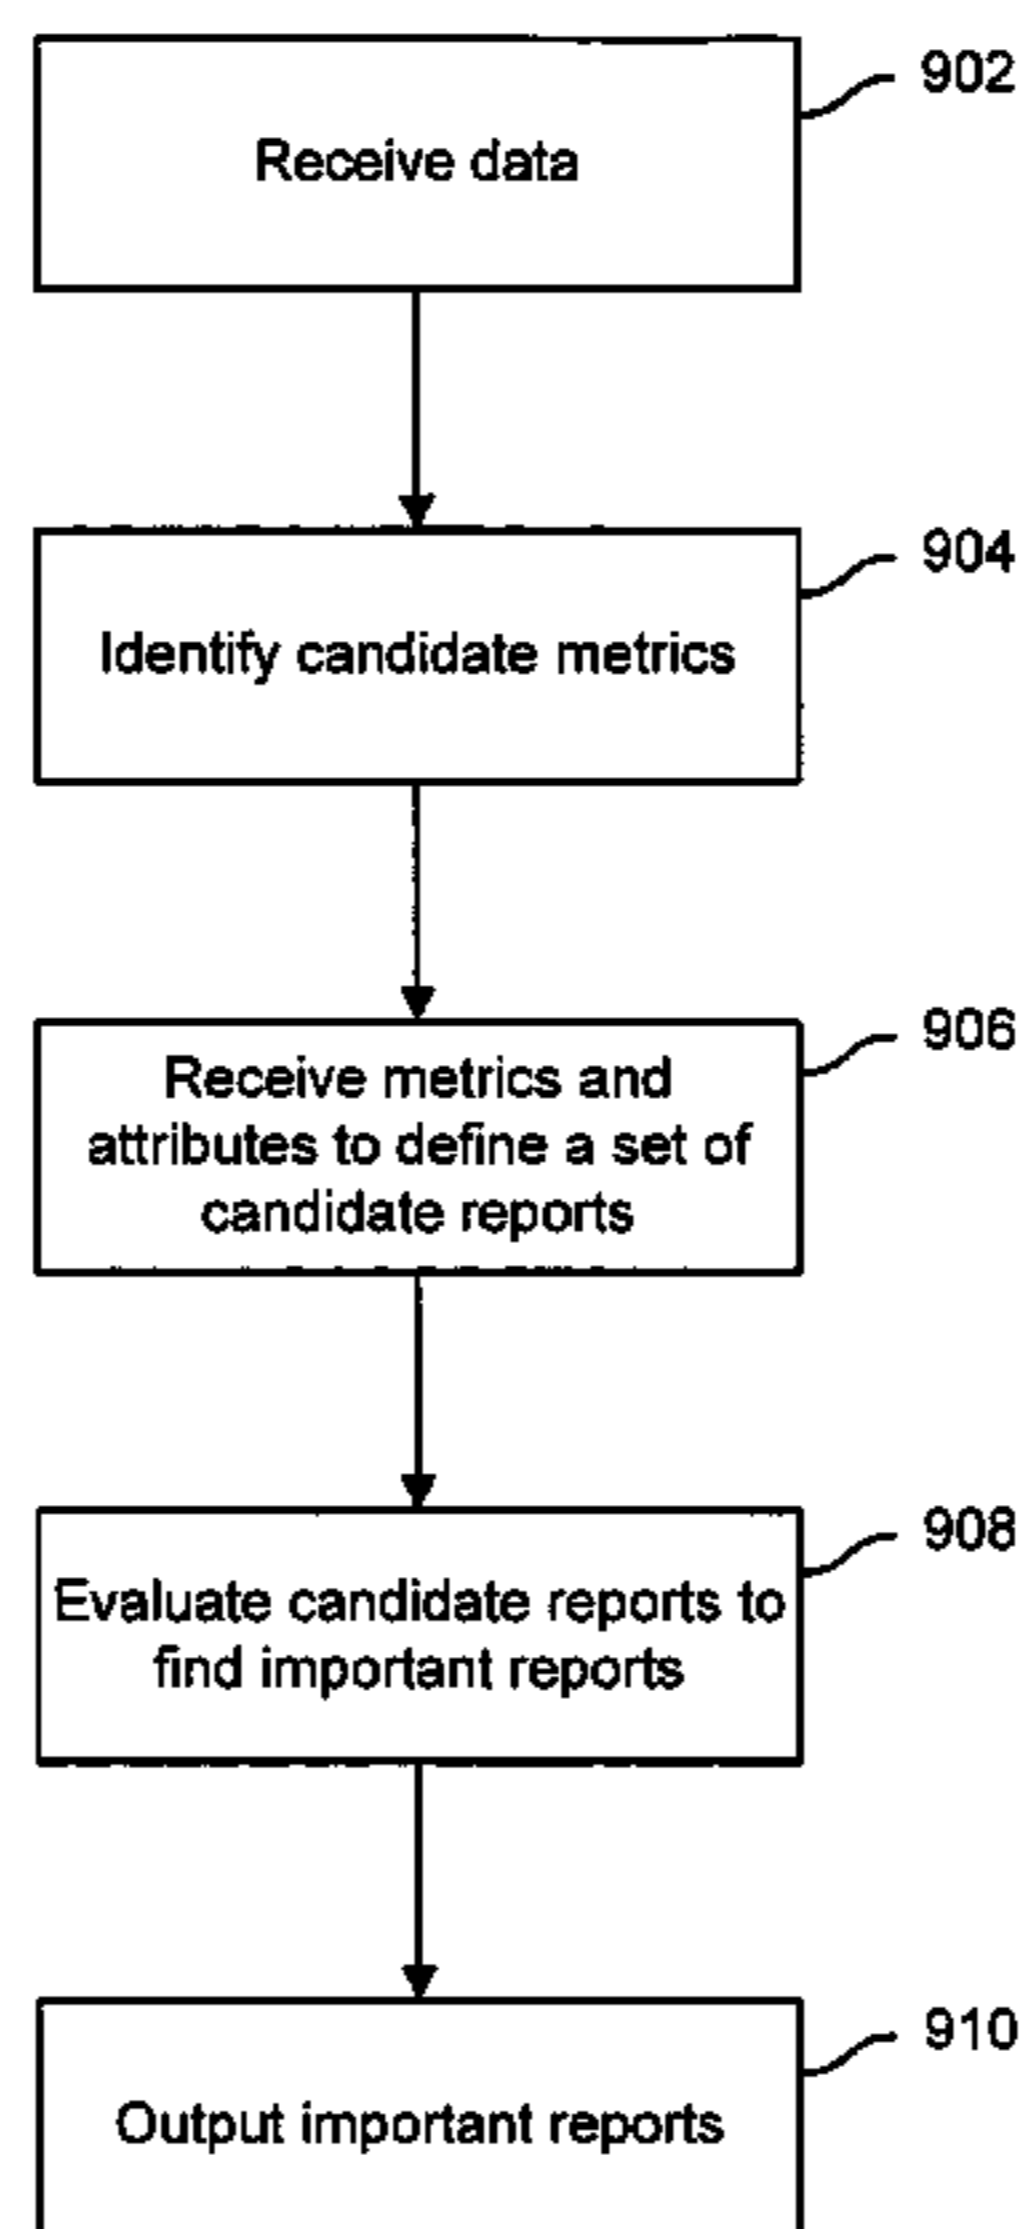 902
Receive data
904
Identify candidate metrics
906
Receive metrics and
attributes to define a set of
candidate reports
908
Evaluate candidate reports to
find important reports
910
Output important reports